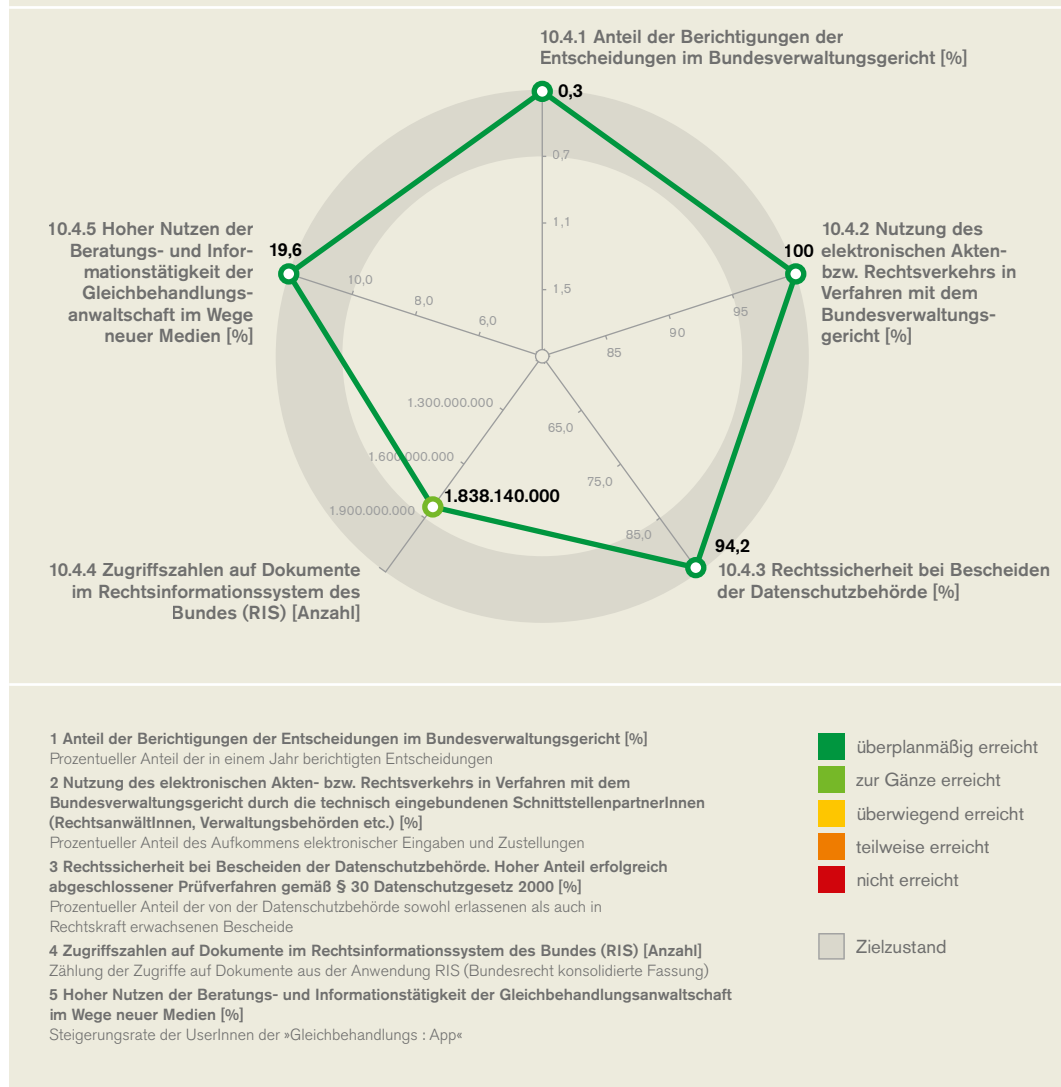 10.4.1 Anteil der Berichtigungen der
Entscheidungen im Bundesverwaltungsgericht [%]
0,3
0,7
1,1
1,5
10.4.2 Nutzung des
elektronischen Akten-
bzw. Rechtsverkehrs in
Verfahren mit dem
Bundesverwaltungs-
gericht [%]
100
95
90
85
10.4.5 Hoher Nutzen der
Beratungs- und Infor-
mationstätigkeit der
Gleichbehandlungs-
anwaltschaft im Wege
neuer Medien [%]
19,6
10,0
8,0
6,0
1.300.000.000
1.600.000.000
1.900.000.000
1.838.140.000
65,0
75,0
85,0
94,2
10.4.4 Zugriffszahlen auf Dokumente
im Rechtsinformationssystem des
Bundes (RIS) [Anzahl]
10.4.3 Rechtssicherheit bei Bescheiden
der Datenschutzbehörde [%]
1 Anteil der Berichtigungen der Entscheidungen im Bundesverwaltungsgericht [%]
Prozentueller Anteil der in einem Jahr berichtigten Entscheidungen
2 Nutzung des elektronischen Akten- bzw. Rechtsverkehrs in Verfahren mit dem
Bundesverwaltungsgericht durch die technisch eingebundenen SchnittstellenpartnerInnen
(RechtsanwältInnen, Verwaltungsbehörden etc.) [%]
Prozentueller Anteil des Aufkommens elektronischer Eingaben und Zustellungen
3 Rechtssicherheit bei Bescheiden der Datenschutzbehörde. Hoher Anteil erfolgreich
abgeschlossener Prüfverfahren gemäß § 30 Datenschutzgesetz 2000 [%]
Prozentueller Anteil der von der Datenschutzbehörde sowohl erlassenen als auch in
Rechtskraft erwachsenen Bescheide
4 Zugriffszahlen auf Dokumente im Rechtsinformationssystem des Bundes (RIS) [Anzahl]
Zählung der Zugriffe auf Dokumente aus der Anwendung RIS (Bundesrecht konsolidierte Fassung)
5 Hoher Nutzen der Beratungs- und Informationstätigkeit der Gleichbehandlungsanwaltschaft
im Wege neuer Medien [%]
Steigerungsrate der UserInnen der »Gleichbehandlungs : App«
überplanmäßig erreicht
zur Gänze erreicht
überwiegend erreicht
teilweise erreicht
nicht erreicht
Zielzustand